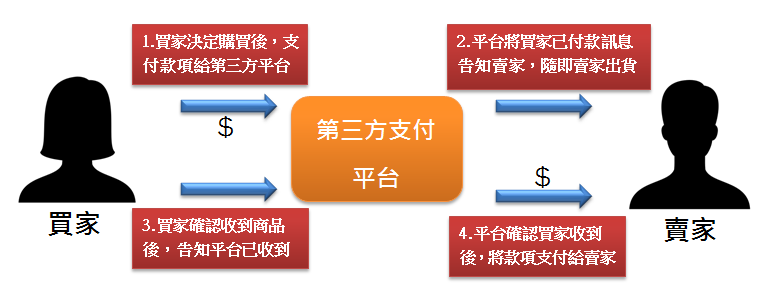 1.買家決定購買後，支
付款項給第三方平台
2.平台將買家已付款訊息
告知賣家，隨即賣家出貨
$
第三方支付
平台
$
買家
賣家
3.買家確認收到商品
後，告知平台已收到
4.平台確認買家收到
後，將款項支付給賣家